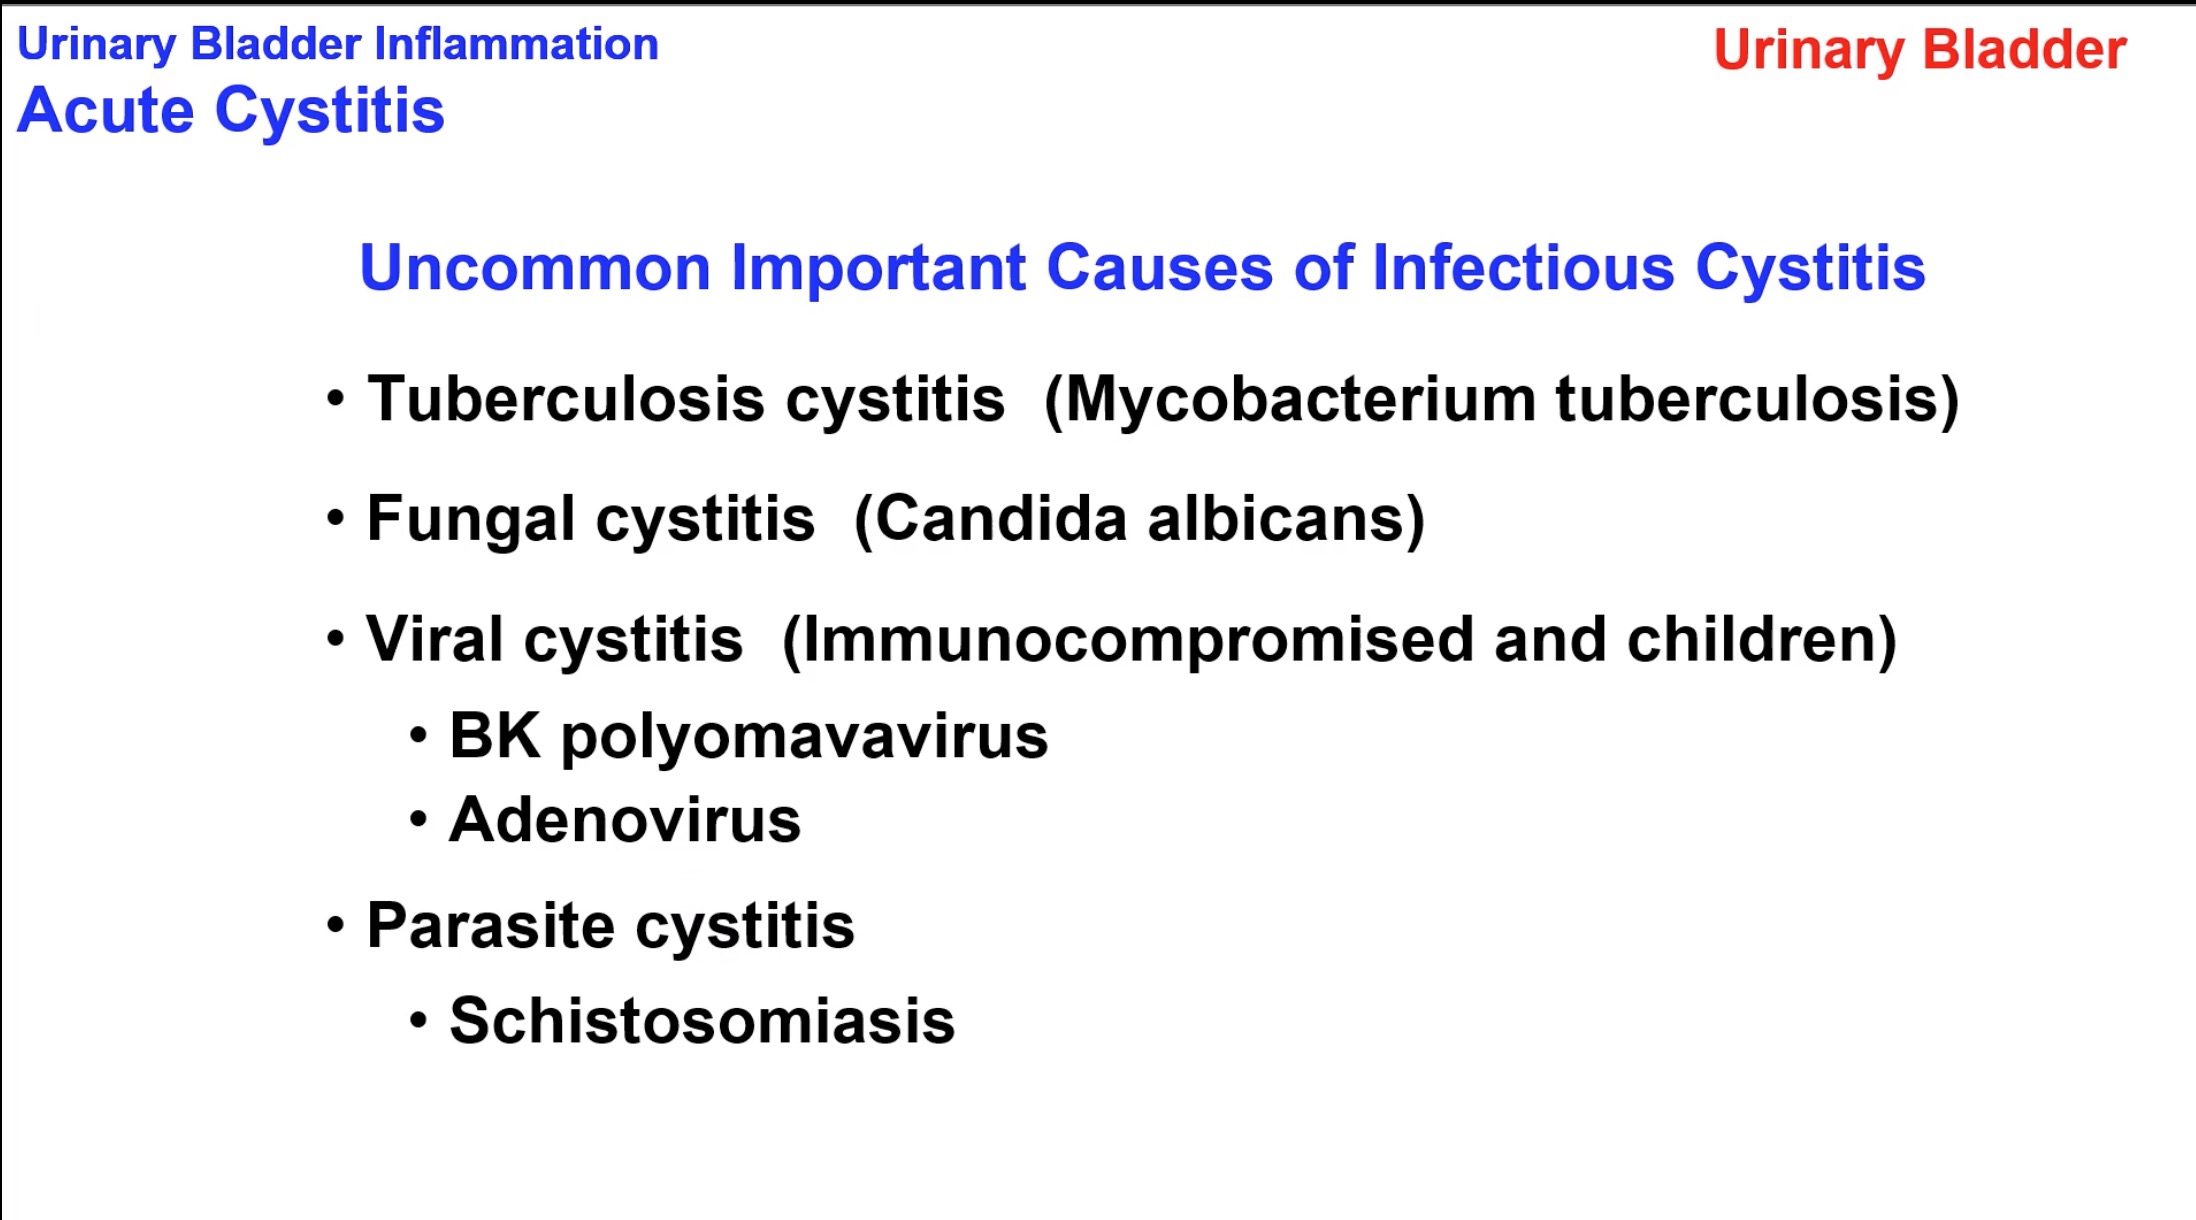 Urinary Bladder Inflammation
Urinary Bladder
Acute Cystitis
Uncommon Important Causes of Infectious Cystitis
• Tuberculosis cystitis (Mycobacterium tuberculosis)
• Fungal cystitis (Candida albicans)
• Viral cystitis (Immunocompromised and children)
• BK polyomavavirus
• Adenovirus
• Parasite cystitis
• Schistosomiasis